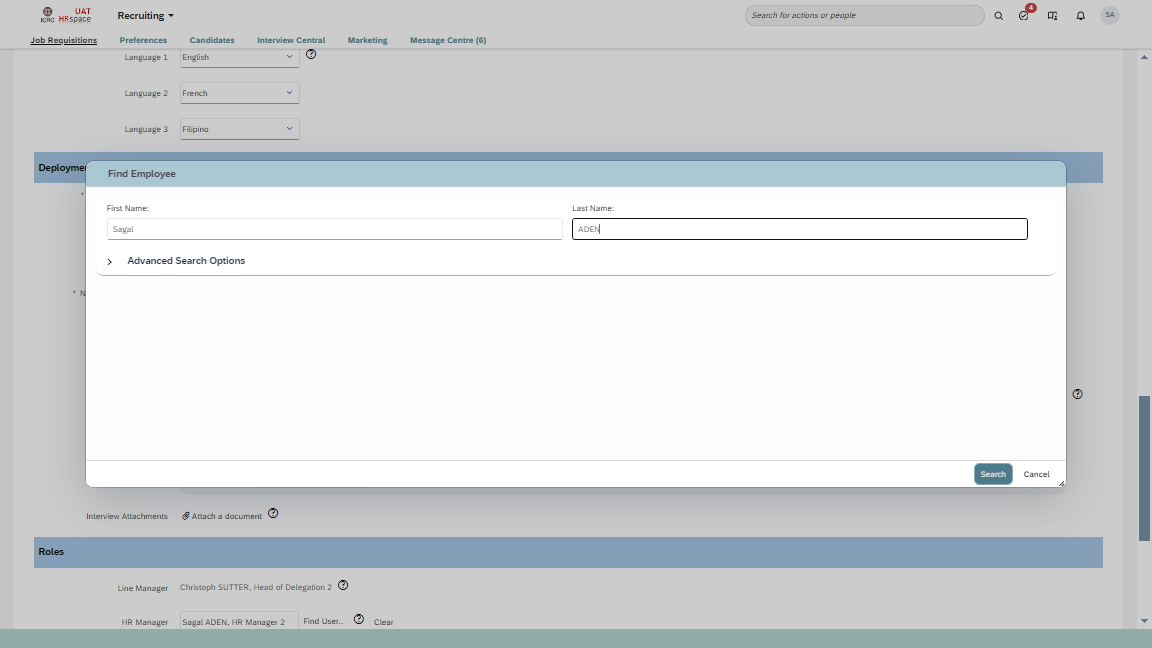 ICRC UAT HRspace Recruiting Search for actions or people 4 SA
Job Requisitions Preferences Candidates Interview Central Marketing Message Centre (6)
Language 1 English
Language 2 French
Language 3 Filipino
Find Employee
First Name: Last Name:
Sagal ADEN
Advanced Search Options
* N
Search Cancel
Interview Attachments Attach a document
Roles
Line Manager Christoph SUTTER, Head of Delegation 2
HR Manager Sagal ADEN, HR Manager 2 Find User... Clear